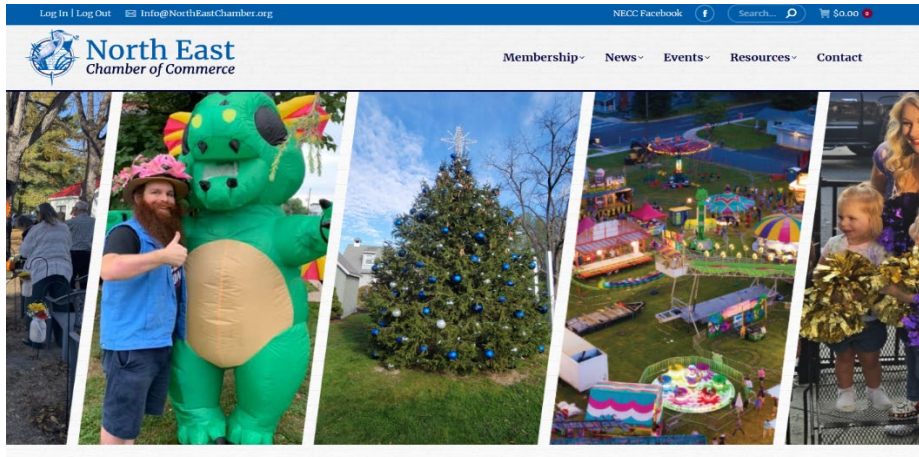 Log In | Log Out Info@NorthEastChamber.org NECC Facebook Search... $0.00 0
North East
Chamber of Commerce
Membership News Events Resources Contact